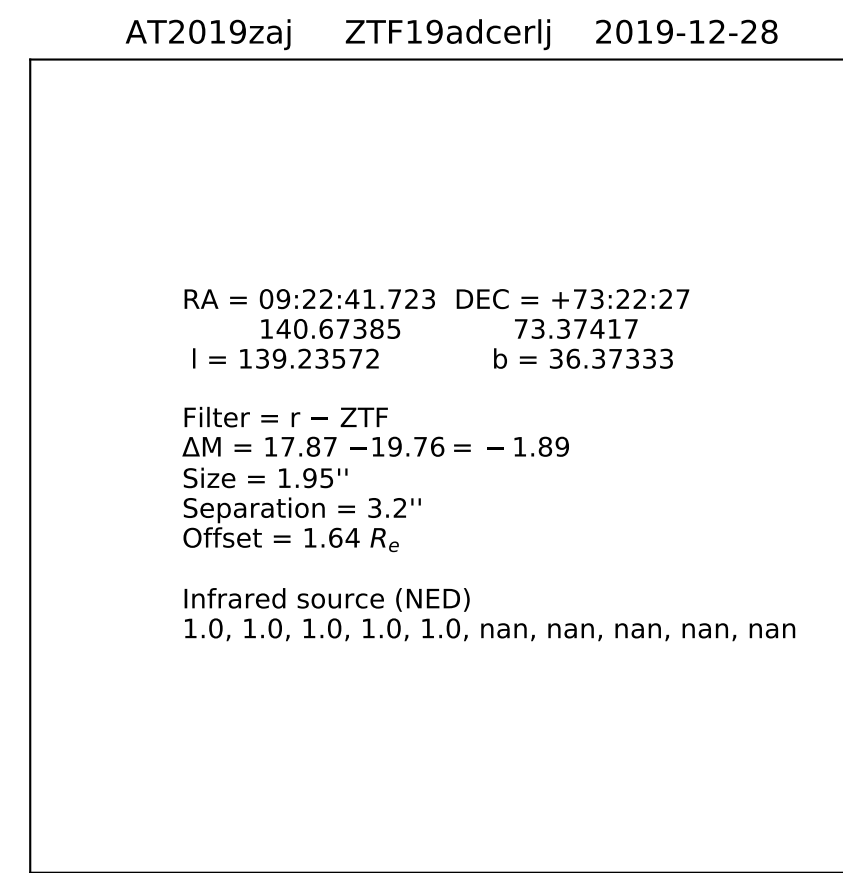 AT2019zaj ZTF19adcerlj 2019-12-28
RA = 09:22:41.723 DEC = +73:22:27
140.67385 73.37417
l = 139.23572 b = 36.37333
Filter = r − ZTF
ΔM = 17.87 −19.76 = − 1.89
Size = 1.95''
Separation = 3.2''
Offset = 1.64 Rₑ
Infrared source (NED)
1.0, 1.0, 1.0, 1.0, 1.0, nan, nan, nan, nan, nan